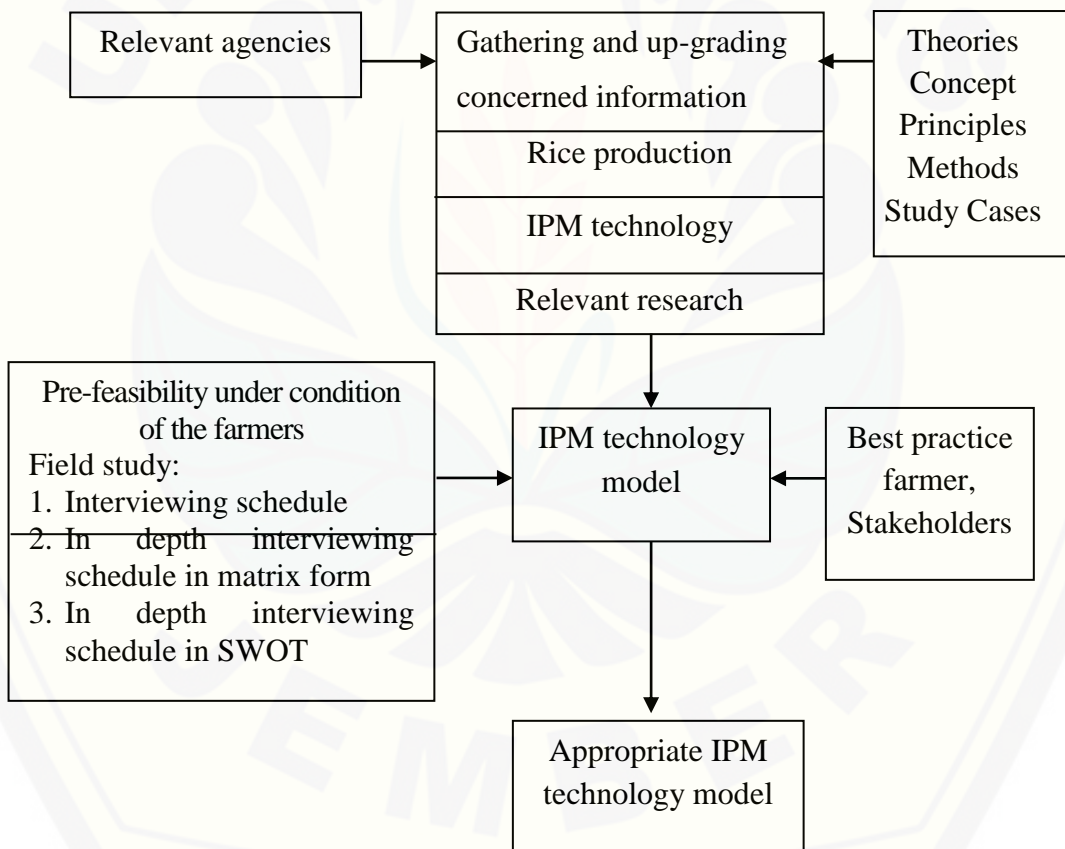 Relevant agencies
Gathering and up-grading
concerned information
Rice production
IPM technology
Relevant research
Theories
Concept
Principles
Methods
Study Cases
Pre-feasibility under condition
of the farmers
Field study:
1. Interviewing schedule
2. In depth interviewing
schedule in matrix form
3. In depth interviewing
schedule in SWOT
IPM technology
model
Best practice
farmer,
Stakeholders
Appropriate IPM
technology model
EMBER